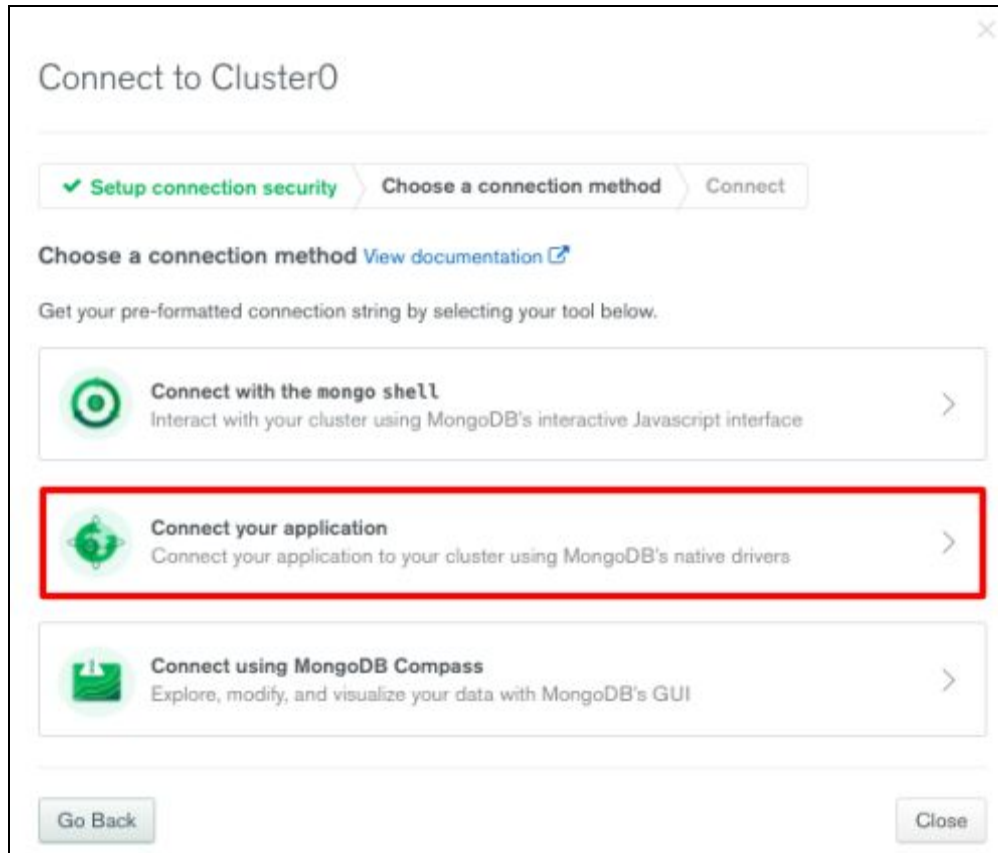 Connect to Cluster0
✔ Setup connection security Choose a connection method Connect
Choose a connection method View documentation
Get your pre-formatted connection string by selecting your tool below.
Connect with the mongo shell
Interact with your cluster using MongoDB's interactive Javascript interface
Connect your application
Connect your application to your cluster using MongoDB's native drivers
Connect using MongoDB Compass
Explore, modify, and visualize your data with MongoDB's GUI
Go Back Close